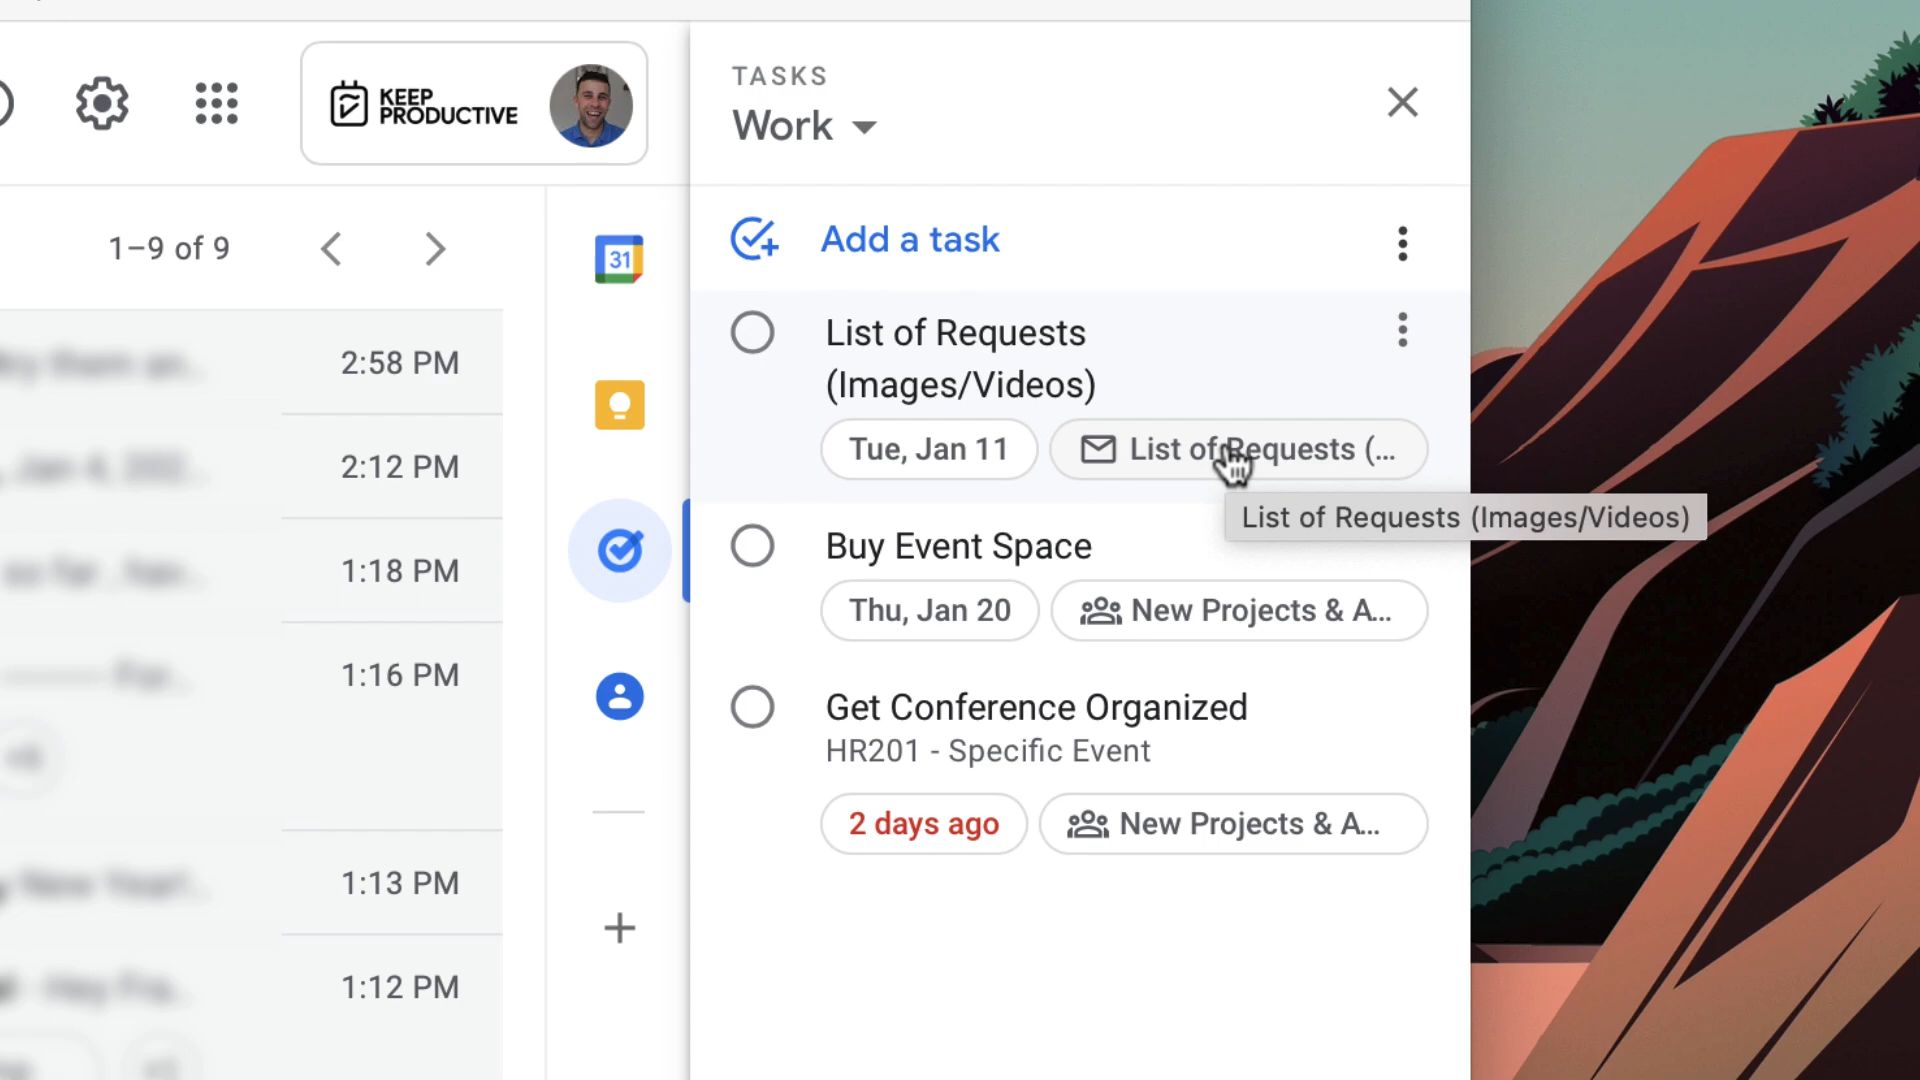 KEEP
PRODUCTIVE
1–9 of 9
2:58 PM
2:12 PM
1:18 PM
1:16 PM
1:13 PM
1:12 PM
31
TASKS
Work
Add a task
List of Requests
(Images/Videos)
Tue, Jan 11
List of Requests (...
List of Requests (Images/Videos)
Buy Event Space
Thu, Jan 20
New Projects & A...
Get Conference Organized
HR201 - Specific Event
2 days ago
New Projects & A...